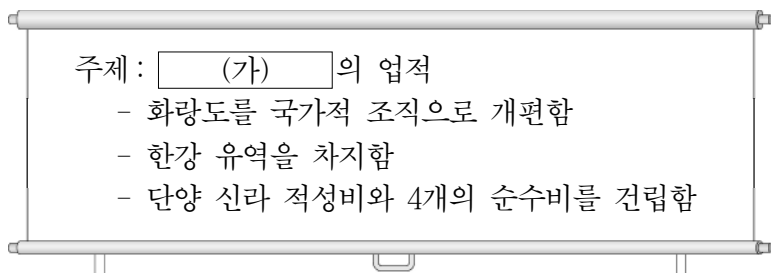 주제 : (가) 의 업적
- 화랑도를 국가적 조직으로 개편함
- 한강 유역을 차지함
- 단양 신라 적성비와 4개의 순수비를 건립함